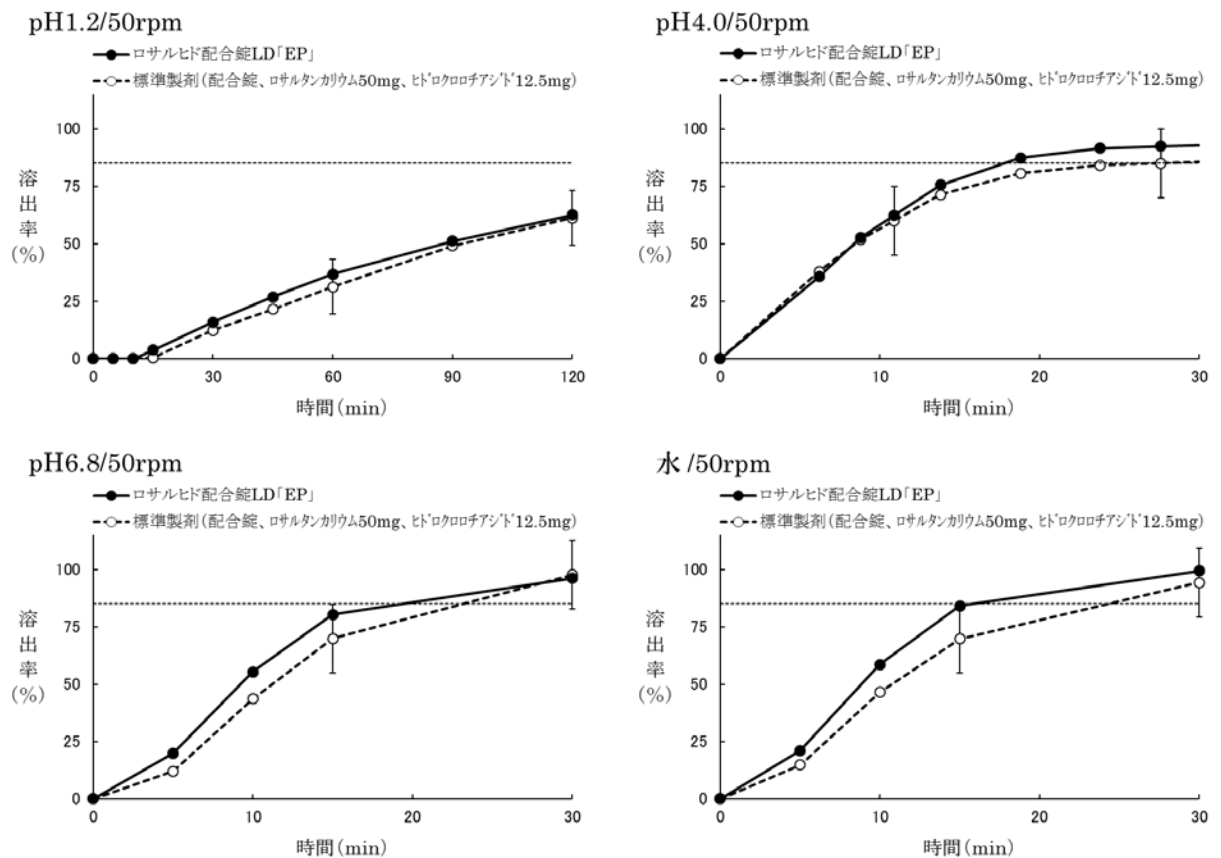 pH1.2/50rpm
ロサルヒド配合錠LD「EP」
標準製剤(配合錠、ロサルタンカリウム50mg、ヒドロクロロチアジド12.5mg)
100
75
50
25
0
溶出率(%)
0 30 60 90 120
時間(min)
pH4.0/50rpm
ロサルヒド配合錠LD「EP」
標準製剤(配合錠、ロサルタンカリウム50mg、ヒドロクロロチアジド12.5mg)
100
75
50
25
0
溶出率(%)
0 10 20 30
時間(min)
pH6.8/50rpm
ロサルヒド配合錠LD「EP」
標準製剤(配合錠、ロサルタンカリウム50mg、ヒドロクロロチアジド12.5mg)
100
75
50
25
0
溶出率(%)
0 10 20 30
時間(min)
水/50rpm
ロサルヒド配合錠LD「EP」
標準製剤(配合錠、ロサルタンカリウム50mg、ヒドロクロロチアジド12.5mg)
100
75
50
25
0
溶出率(%)
0 10 20 30
時間(min)